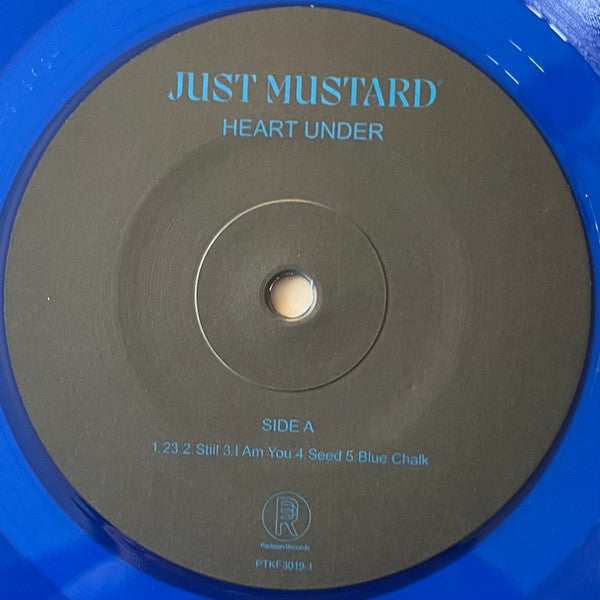 JUST MUSTARD
HEART UNDER
SIDE A
1.23 2.Still 3.I Am You 4.Seed 5.Blue Chalk
Partisan Records
PTKF3019-1